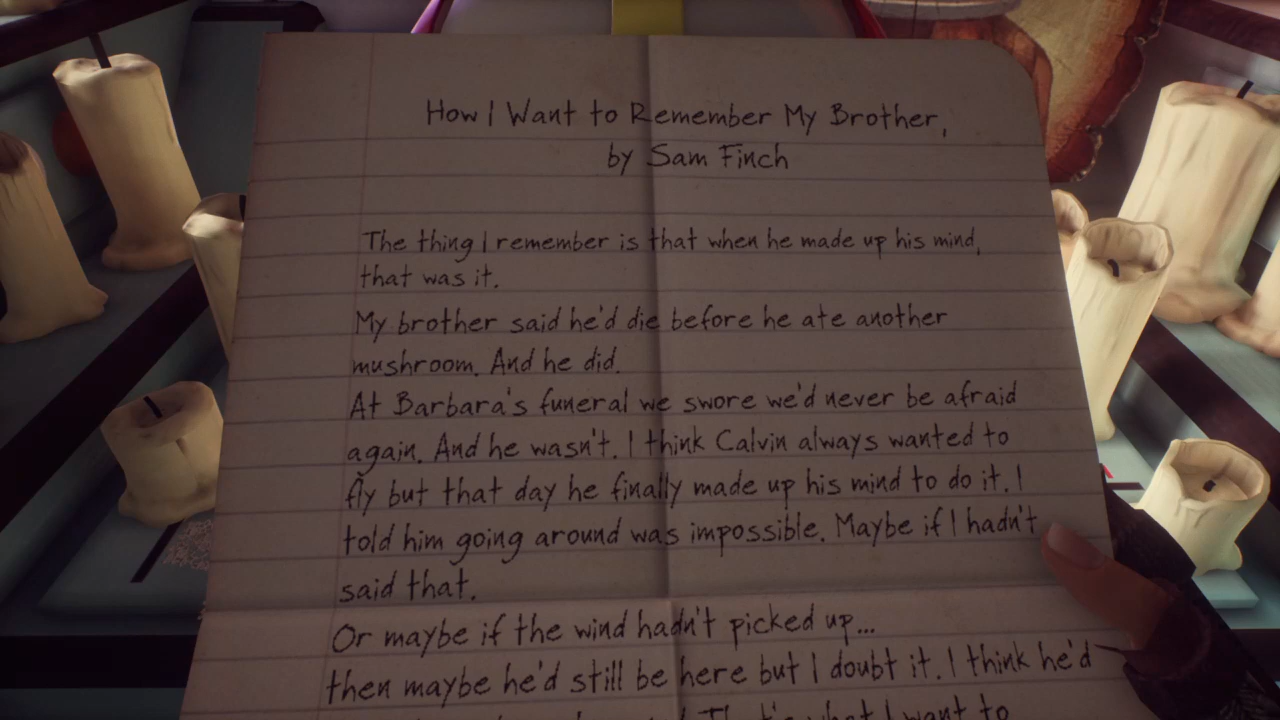 How I Want to Remember My Brother,
by Sam Finch
The thing I remember is that when he made up his mind,
that was it.
My brother said he'd die before he ate another
mushroom. And he did.
At Barbara's funeral we swore we'd never be afraid
again. And he wasn't. I think Calvin always wanted to
fly but that day he finally made up his mind to do it. I
told him going around was impossible. Maybe if I hadn't
said that.
Or maybe if the wind hadn't picked up...
then maybe he'd still be here but I doubt it. I think he'd
That's what I want to